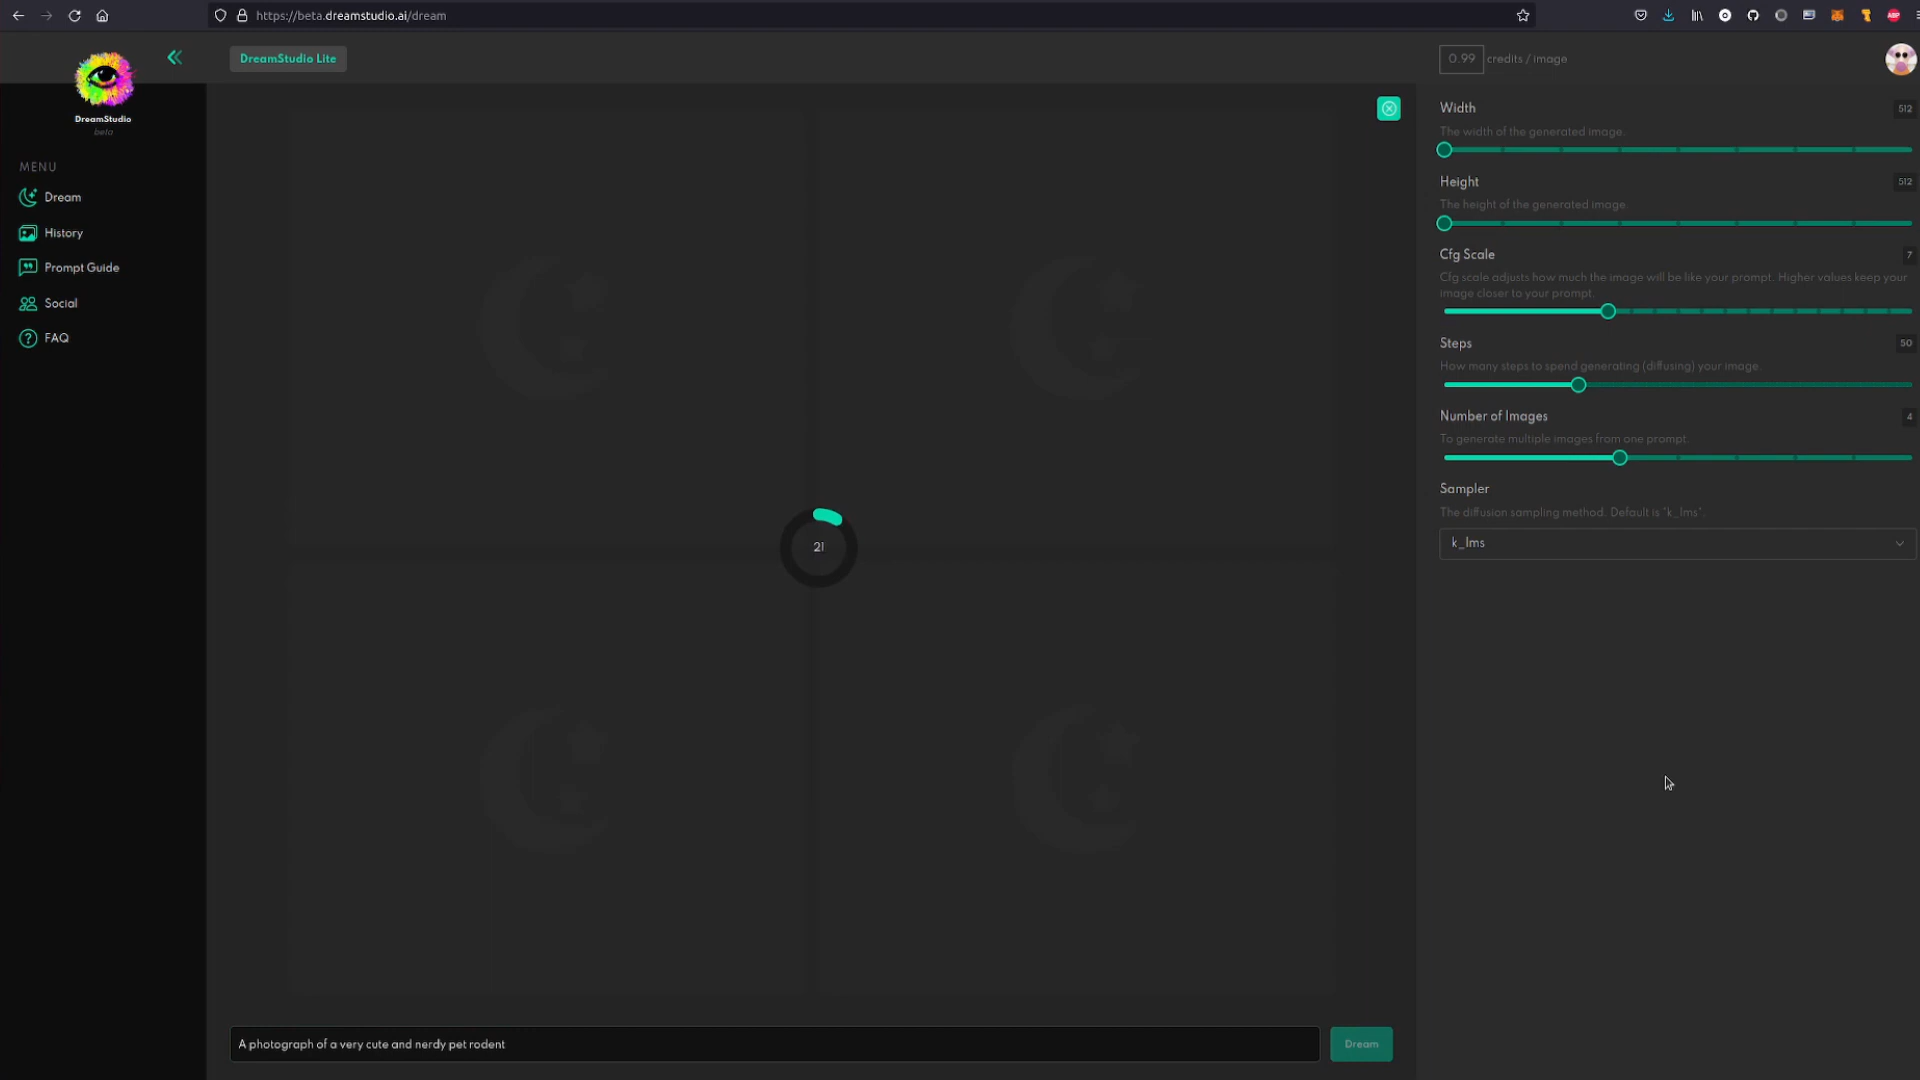 https://beta.dreamstudio.ai/dream
ABP
DreamStudio
beta
DreamStudio Lite
0.99 credits / image
MENU
Dream
History
Prompt Guide
Social
FAQ
Width 512
The width of the generated image.
Height 512
The height of the generated image.
Cfg Scale 7
Cfg scale adjusts how much the image will be like your prompt. Higher values keep your
image closer to your prompt.
Steps 50
How many steps to spend generating (diffusing) your image.
Number of Images 4
To generate multiple images from one prompt.
Sampler
The diffusion sampling method. Default is "k_lms".
k_lms
21
A photograph of a very cute and nerdy pet rodent
Dream